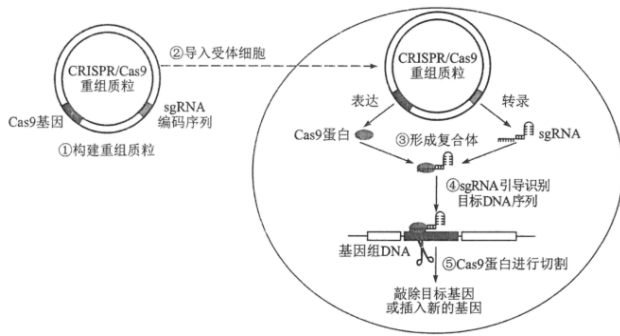 CRISPR/Cas9
重组质粒
Cas9基因
sgRNA
编码序列
①构建重组质粒
②导入受体细胞
CRISPR/Cas9
重组质粒
表达
转录
Cas9蛋白
③形成复合体
sgRNA
④sgRNA引导识别
目标DNA序列
基因组DNA
⑤Cas9蛋白进行切割
敲除目标基因
或插入新的基因